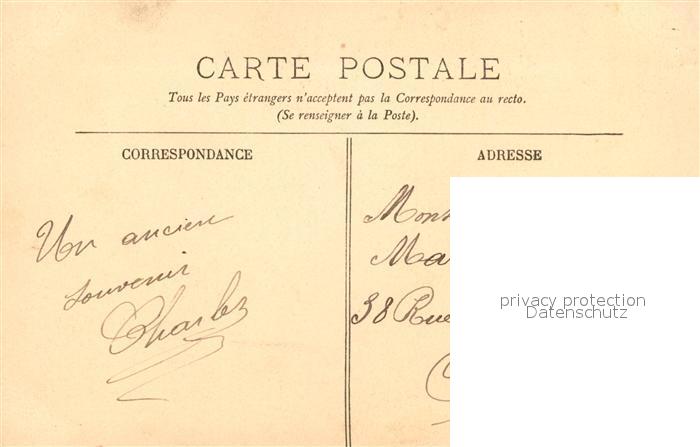 CARTE POSTALE
Tous les Pays étrangers n'acceptent pas la Correspondance au recto.
(Se renseigner à la Poste).
CORRESPONDANCE
Un ancien
souvenir
Charles
ADRESSE
38 Rue
privacy protection
Datenschutz